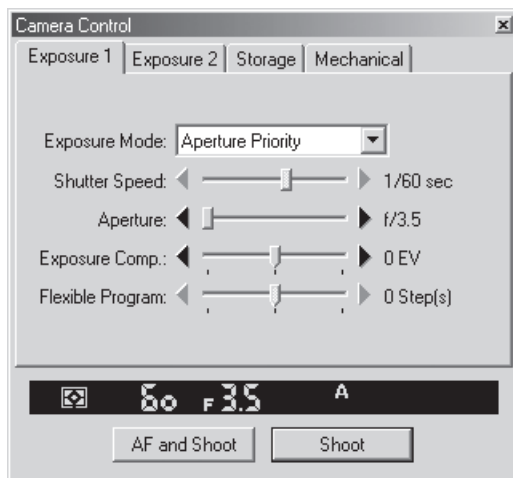 Camera Control
Exposure 1 Exposure 2 Storage Mechanical
Exposure Mode: Aperture Priority
Shutter Speed: 1/60 sec
Aperture: f/3.5
Exposure Comp.: 0 EV
Flexible Program: 0 Step(s)
60 F3.5 A
AF and Shoot Shoot